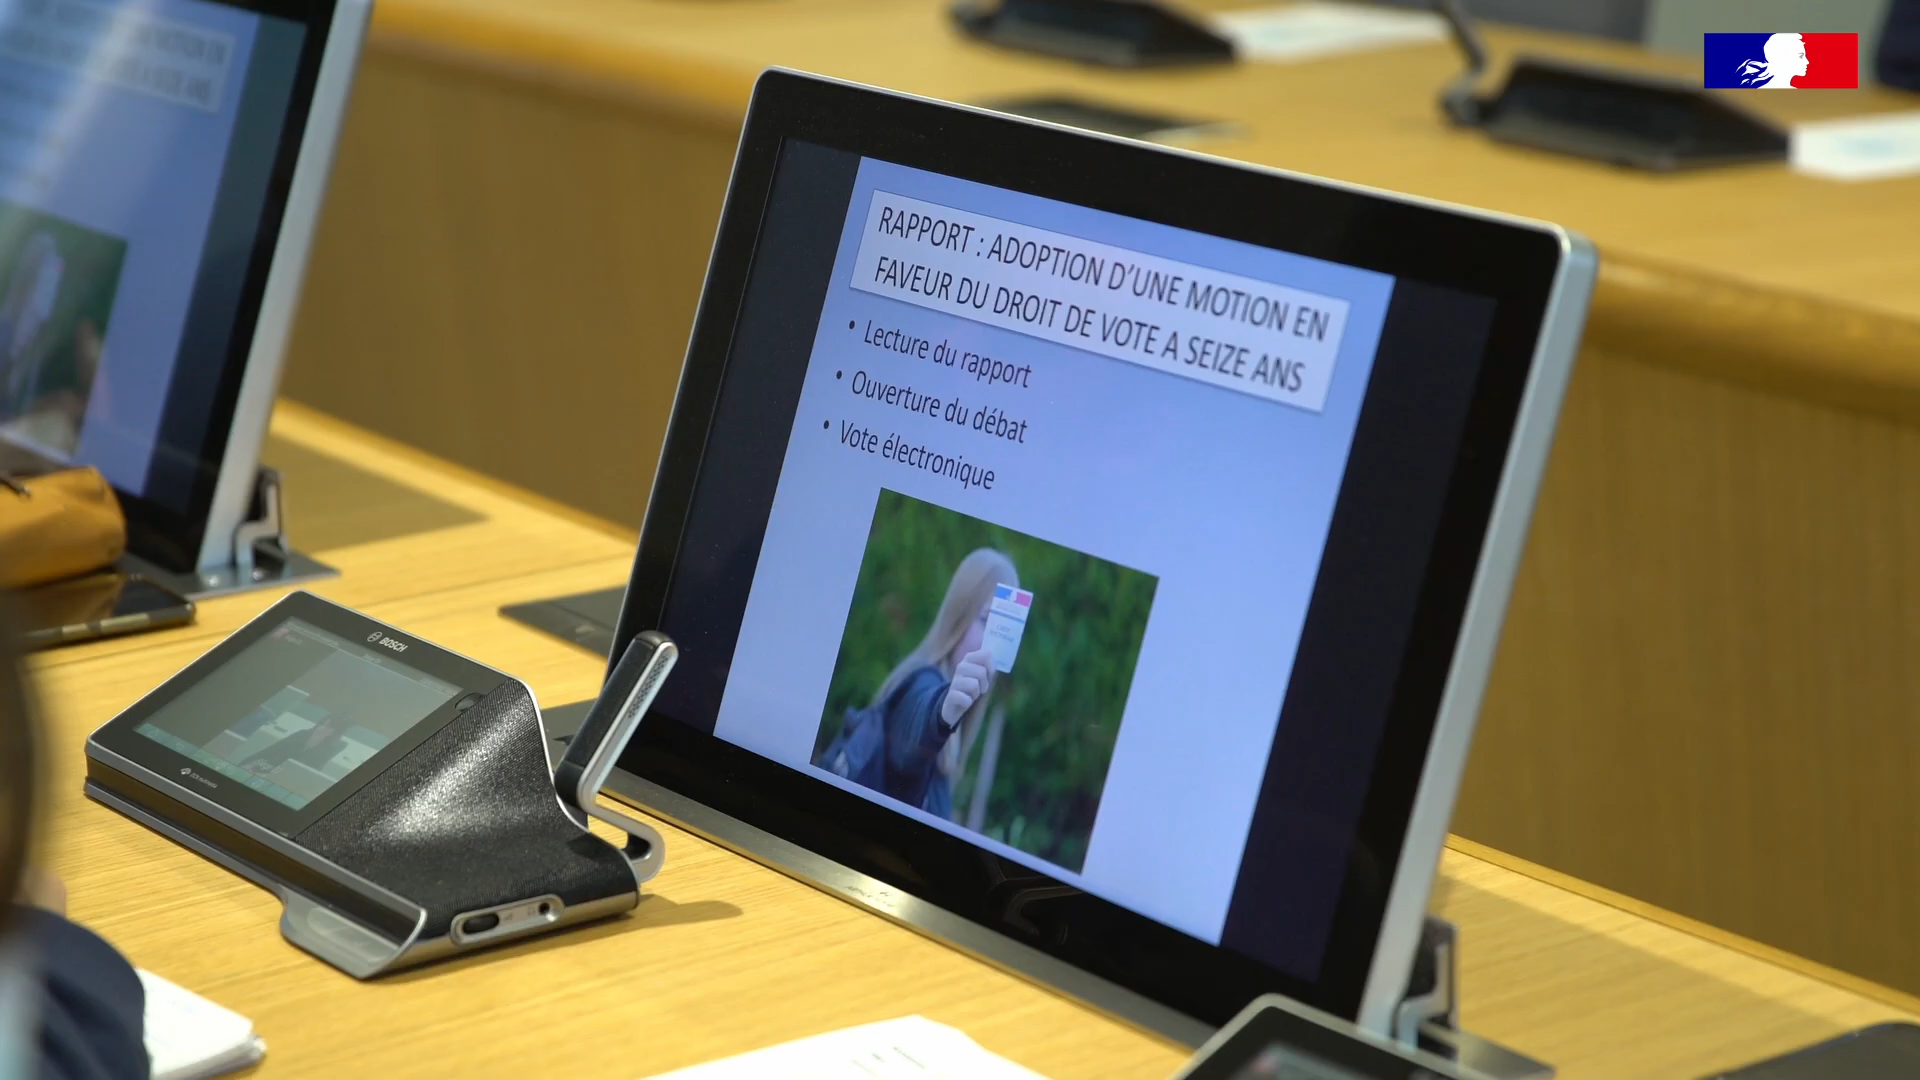 RAPPORT : ADOPTION D'UNE MOTION EN
FAVEUR DU DROIT DE VOTE A SEIZE ANS
• Lecture du rapport
• Ouverture du débat
• Vote électronique
BOSCH